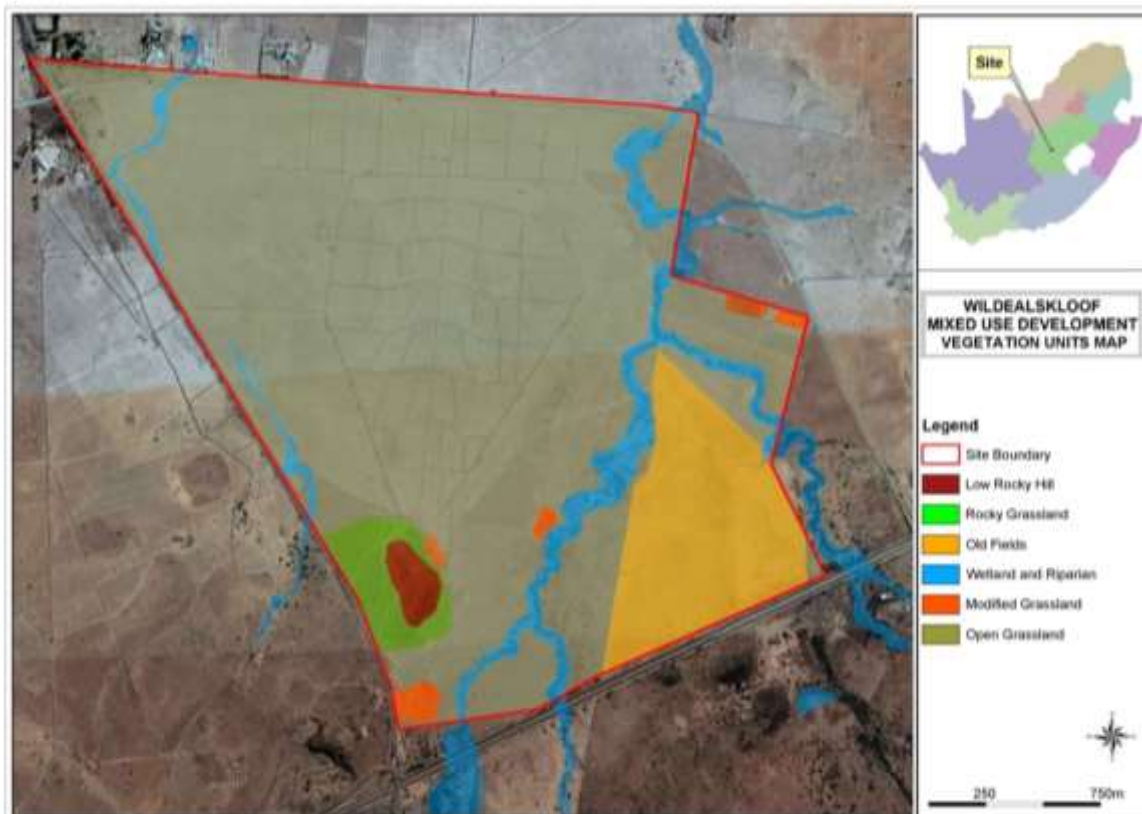 Site
WILDEALSKLOOF
MIXED USE DEVELOPMENT
VEGETATION UNITS MAP
Legend
Site Boundary
Low Rocky Hill
Rocky Grassland
Old Fields
Wetland and Riparian
Modified Grassland
Open Grassland
250 750m